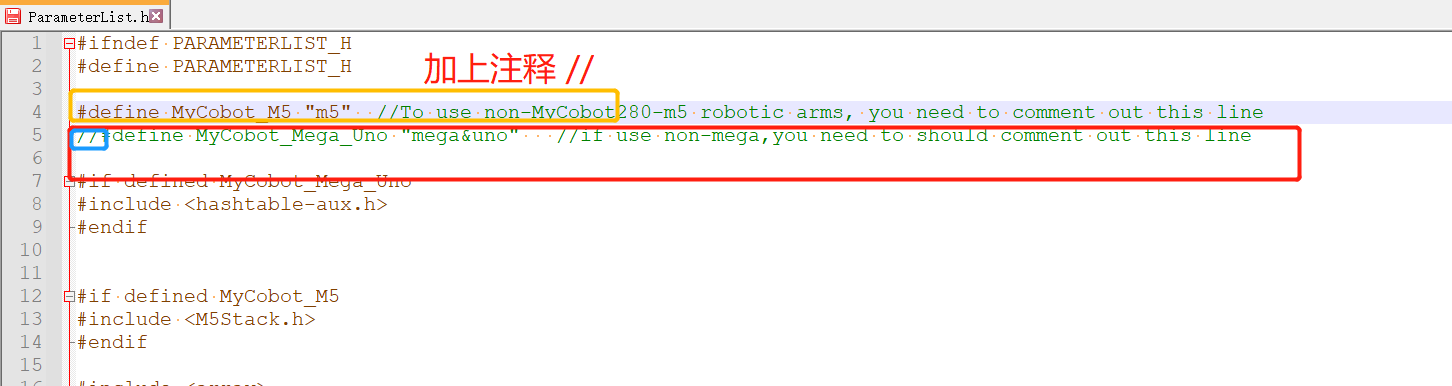 ParameterList.h
1 #ifndef PARAMETERLIST_H
2 #define PARAMETERLIST_H
加上注释 //
3
4 #define MyCobot_M5 "m5"  //To use non-MyCobot280-m5 robotic arms, you need to comment out this line
5 //#define MyCobot_Mega_Uno "mega&uno"   //if use non-mega,you need to should comment out this line
6
7 #if defined MyCobot_Mega_Uno
8 #include <hashtable-aux.h>
9 #endif
10
11
12 #if defined MyCobot_M5
13 #include <M5Stack.h>
14 #endif
15
16 #include <array>